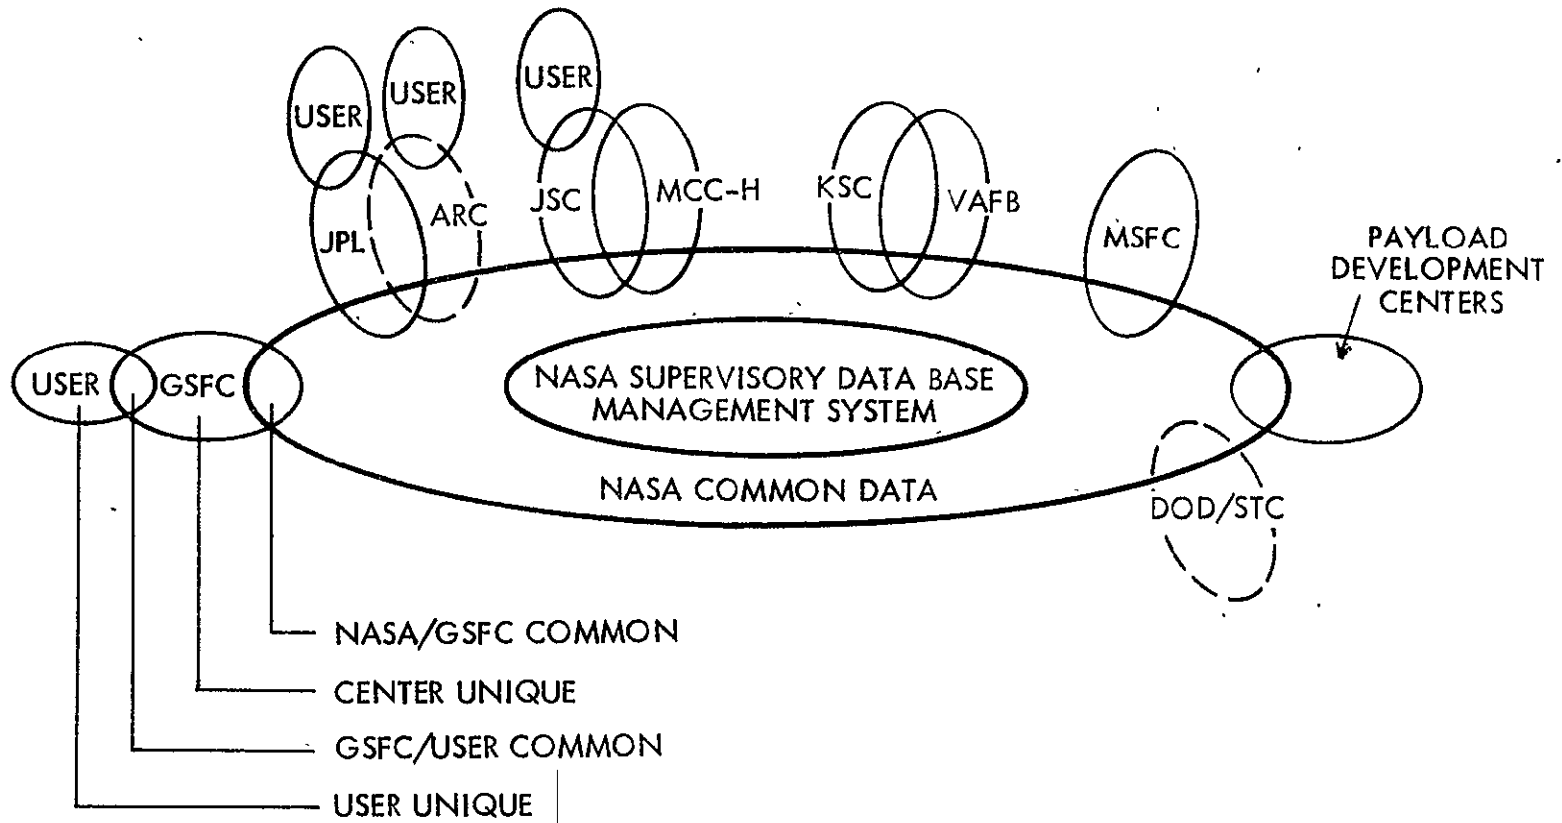 USER
USER
USER
JPL
ARC
JSC
MCC-H
KSC
VAFB
MSFC
PAYLOAD
DEVELOPMENT
CENTERS
USER
GSFC
NASA SUPERVISORY DATA BASE
MANAGEMENT SYSTEM
NASA COMMON DATA
DOD/STC
NASA/GSFC COMMON
CENTER UNIQUE
GSFC/USER COMMON
USER UNIQUE